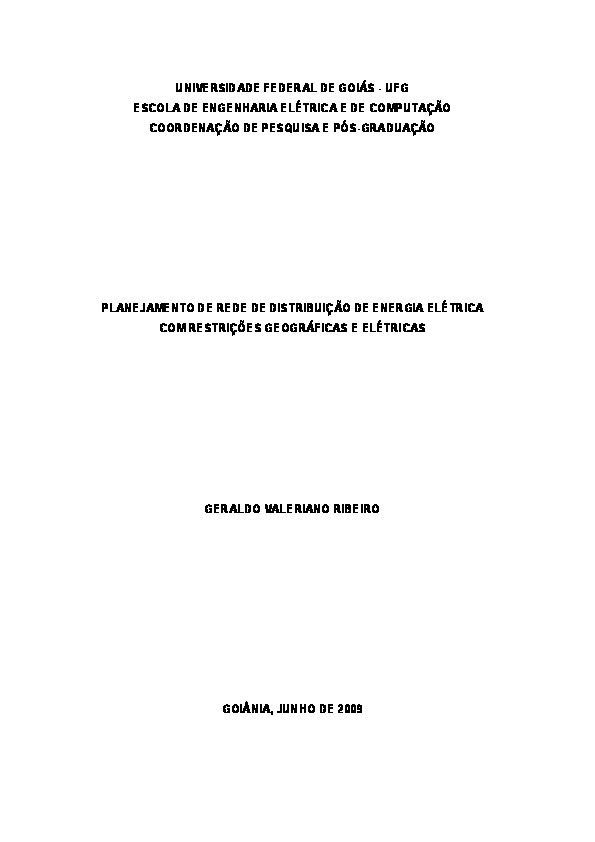 UNIVERSIDADE FEDERAL DE GOIÁS - UFG
ESCOLA DE ENGENHARIA ELÉTRICA E DE COMPUTAÇÃO
COORDENAÇÃO DE PESQUISA E PÓS-GRADUAÇÃO
PLANEJAMENTO DE REDE DE DISTRIBUIÇÃO DE ENERGIA ELÉTRICA
COM RESTRIÇÕES GEOGRÁFICAS E ELÉTRICAS
GERALDO VALERIANO RIBEIRO
GOIÂNIA, JUNHO DE 2009